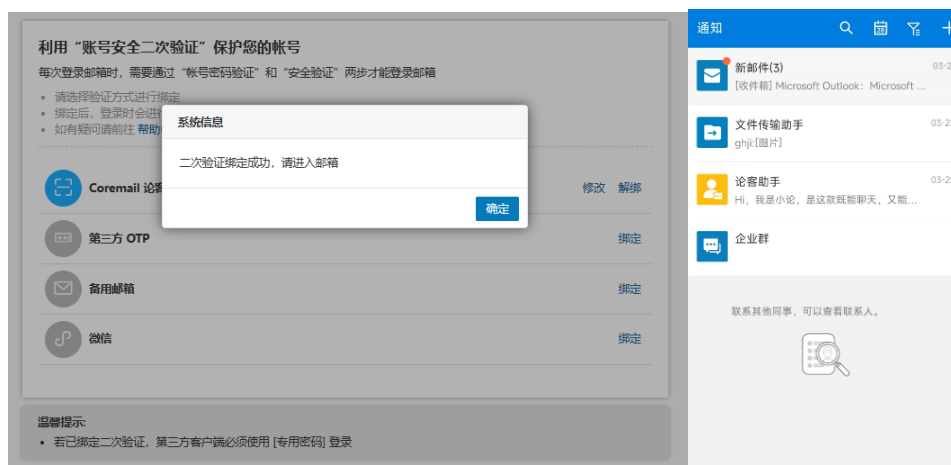 利用“账号安全二次验证”保护您的帐号
每次登录邮箱时，需要通过“帐号密码验证”和“安全验证”两步才能登录邮箱
请选择验证方式进行绑定
绑定后，登录时会进行
如有疑问请前往 帮助
系统信息
二次验证绑定成功，请进入邮箱
确定
Coremail 论客
修改 解绑
第三方 OTP
绑定
备用邮箱
绑定
微信
绑定
温馨提示:
若已绑定二次验证，第三方客户端必须使用 [专用密码] 登录
通知
新邮件(3)
[收件箱] Microsoft Outlook: Microsoft ...
文件传输助手
ghji:[图片]
论客助手
Hi，我是小论，是这款既能聊天，又能...
企业群
联系其他同事，可以查看联系人。